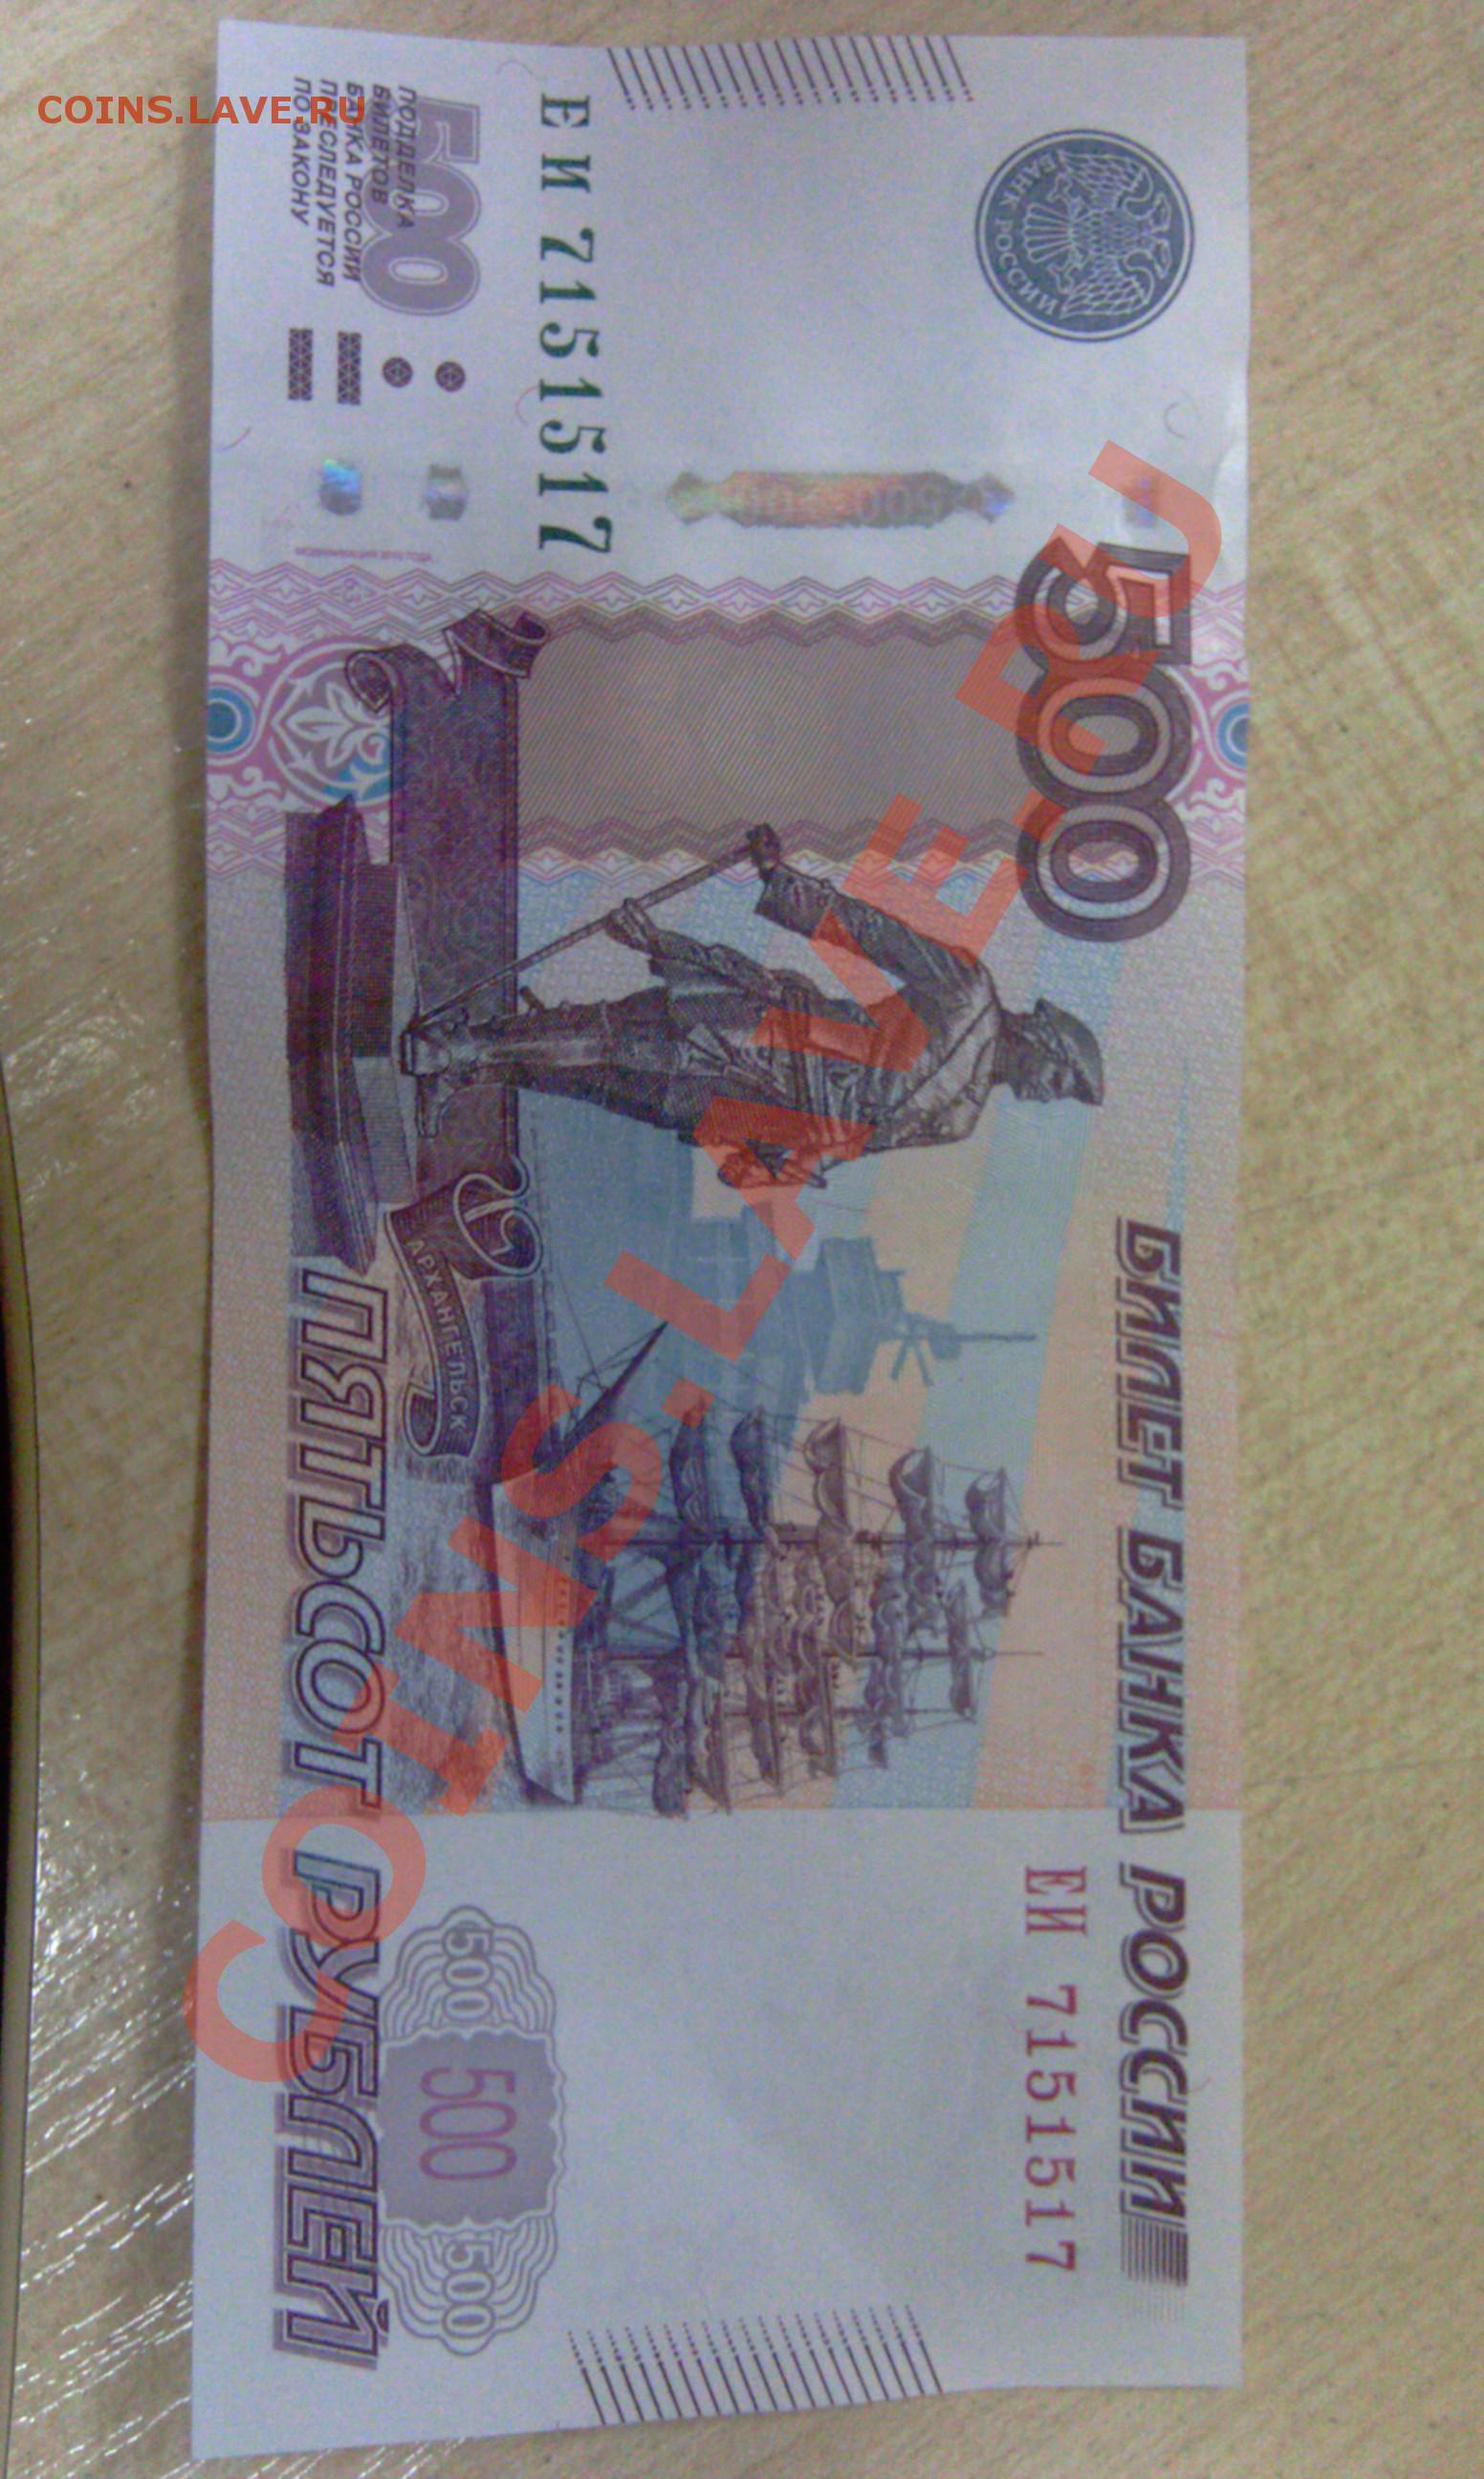 COINS.LAVE.RU
БАНК РОССИИ
500
БИЛЕТ БАНКА РОССИИ
ЕИ 7151517
ЕИ 7151517
500
ПОДДЕЛКА
БИЛЕТОВ
БАНКА РОССИИ
ПРЕСЛЕДУЕТСЯ
ПО ЗАКОНУ
АРХАНГЕЛЬСК
500 500 500
ПЯТЬСОТ РУБЛЕЙ
COINS.LAVE.RU